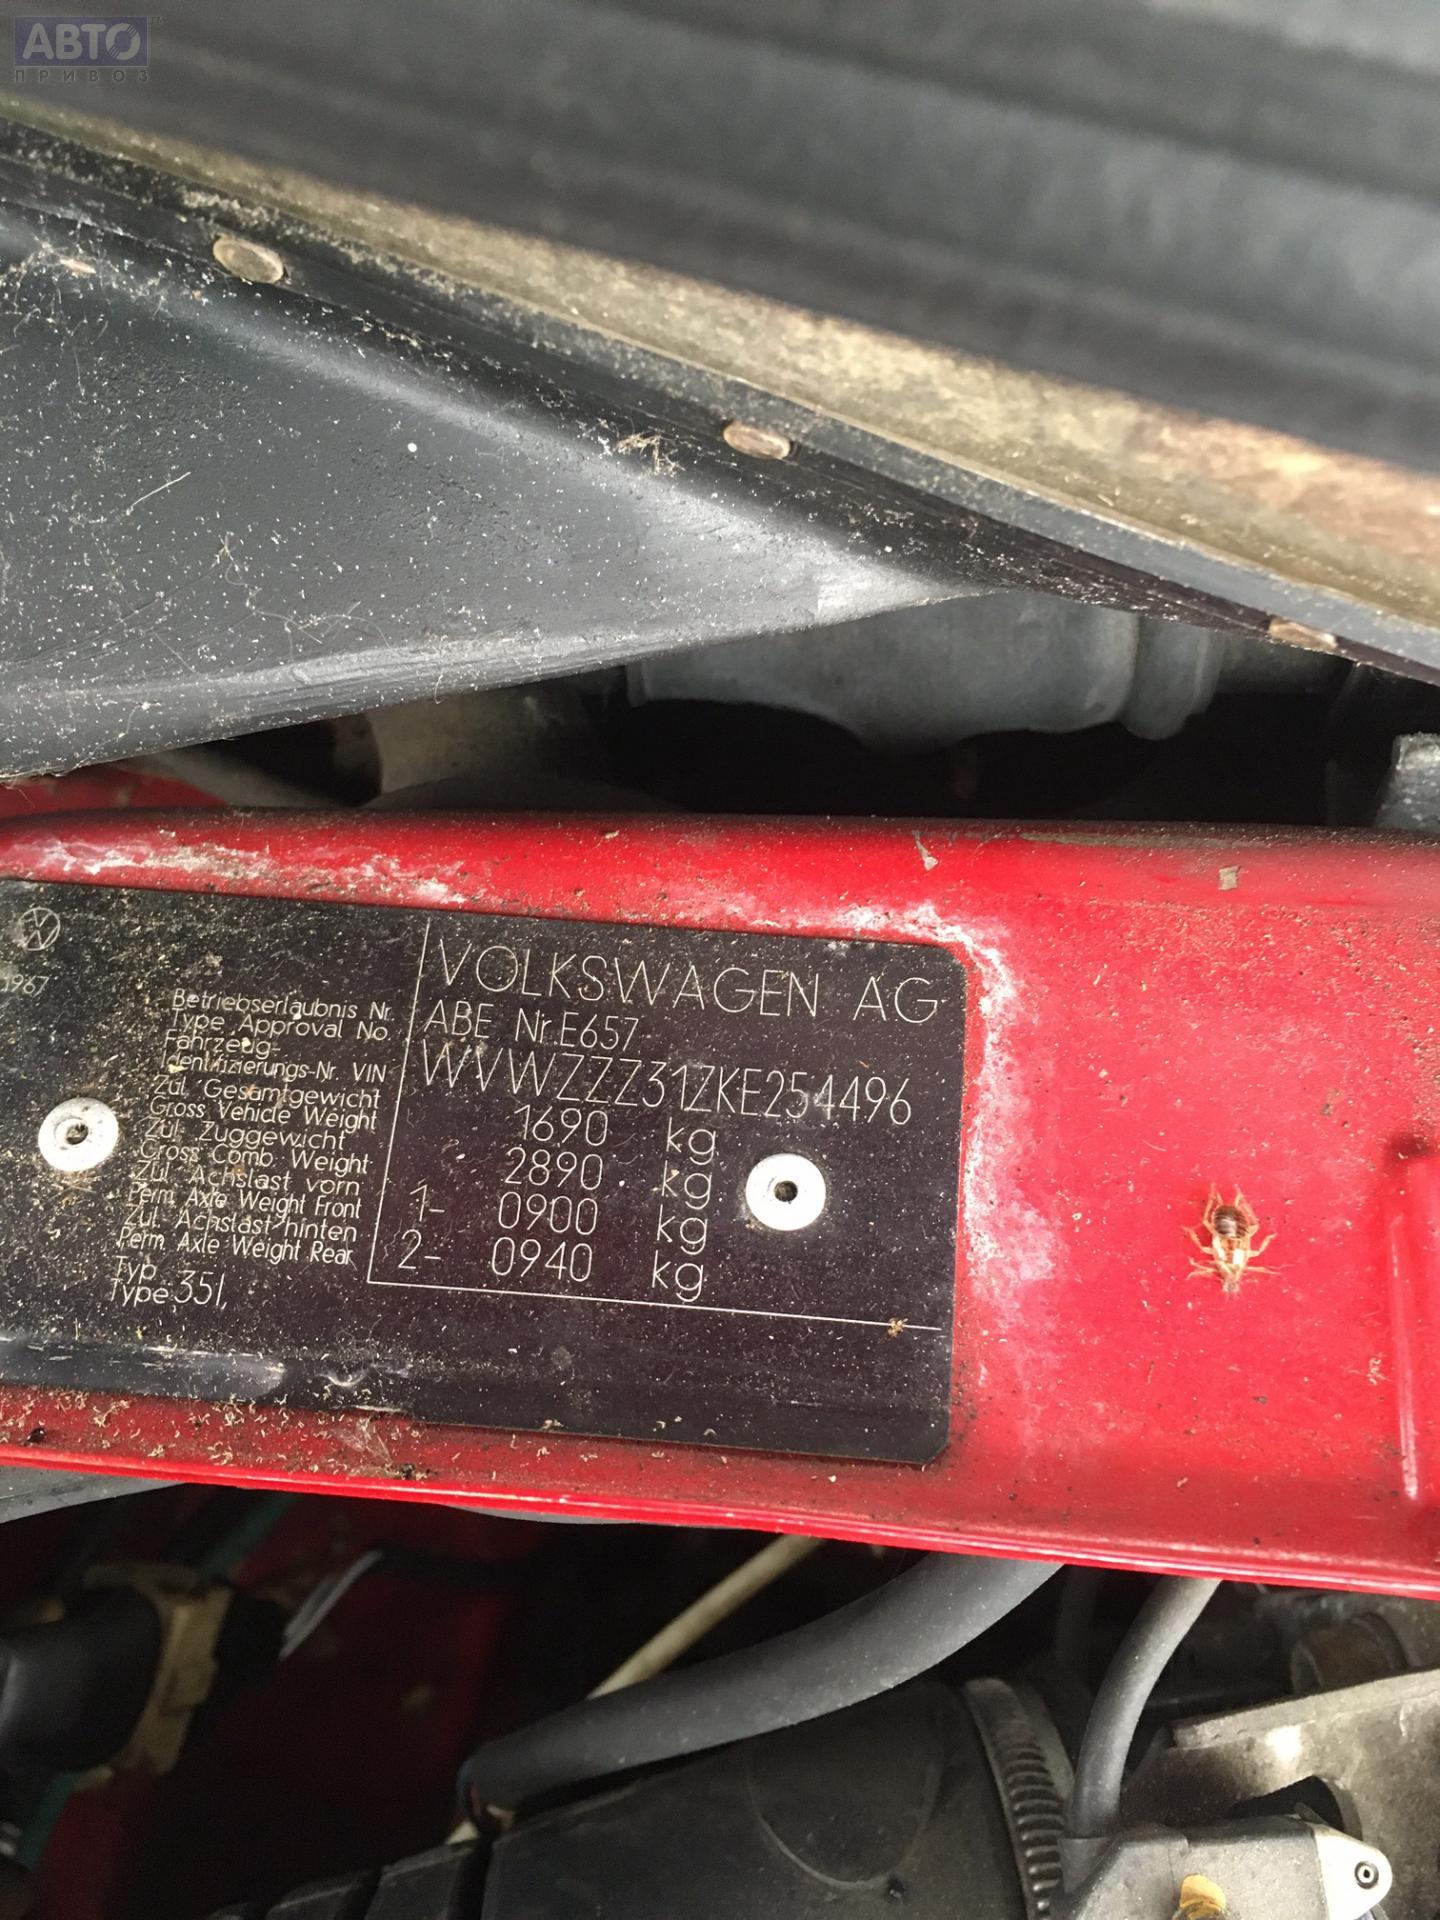 АВТО
ПРИВОЗ
1967
VOLKSWAGEN AG
Betriebserlaubnis Nr.
Type Approval No.
ABE Nr.E657
Fahrzeug-
Identifizierungs-Nr. VIN
WVWZZZ31ZKE254496
Zul. Gesamtgewicht
Gross Vehicle Weight
1690 kg
Zul. Zuggewicht
Gross Comb. Weight
2890 kg
Zul. Achslast vorn
Perm. Axle Weight Front
1- 0900 kg
Zul. Achslast hinten
Perm. Axle Weight Rear
2- 0940 kg
Typ
Type 35I,